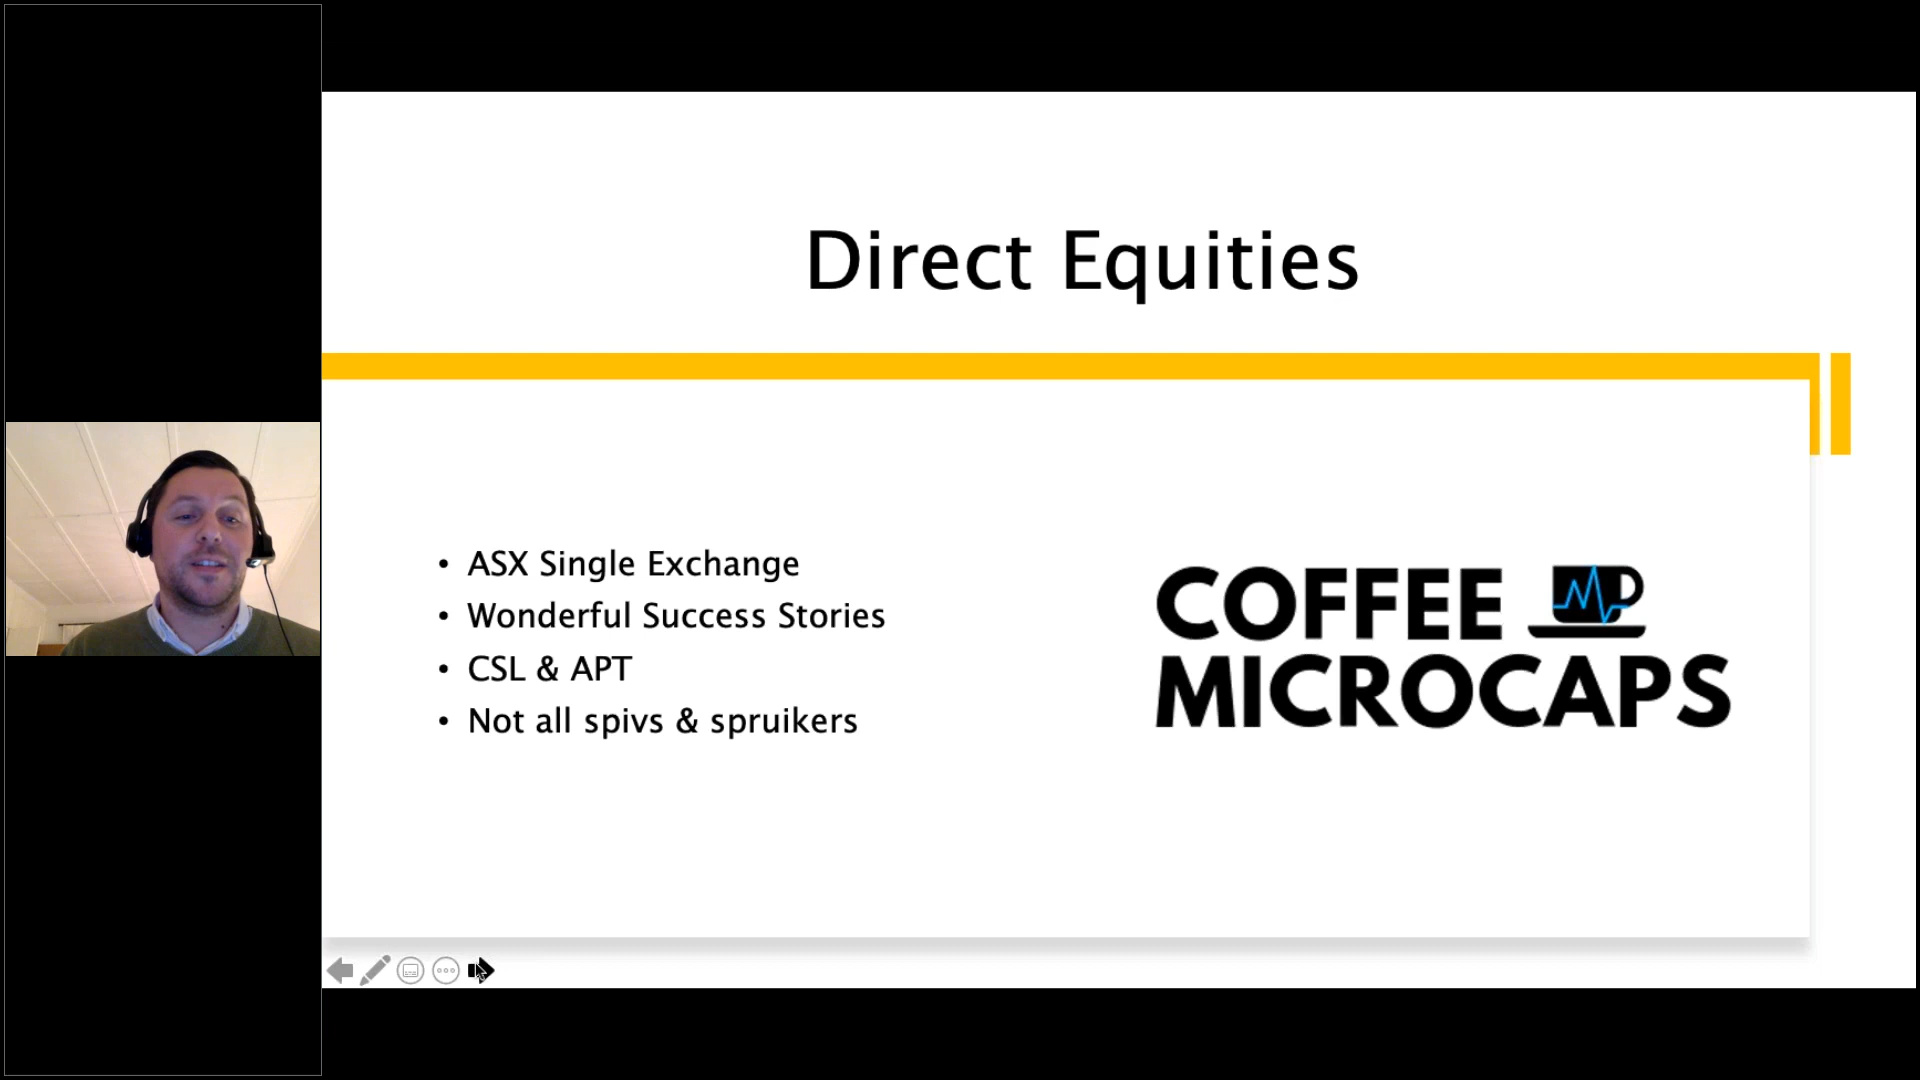 Direct Equities
• ASX Single Exchange
• Wonderful Success Stories
• CSL & APT
• Not all spivs & spruikers
COFFEE
MICROCAPS